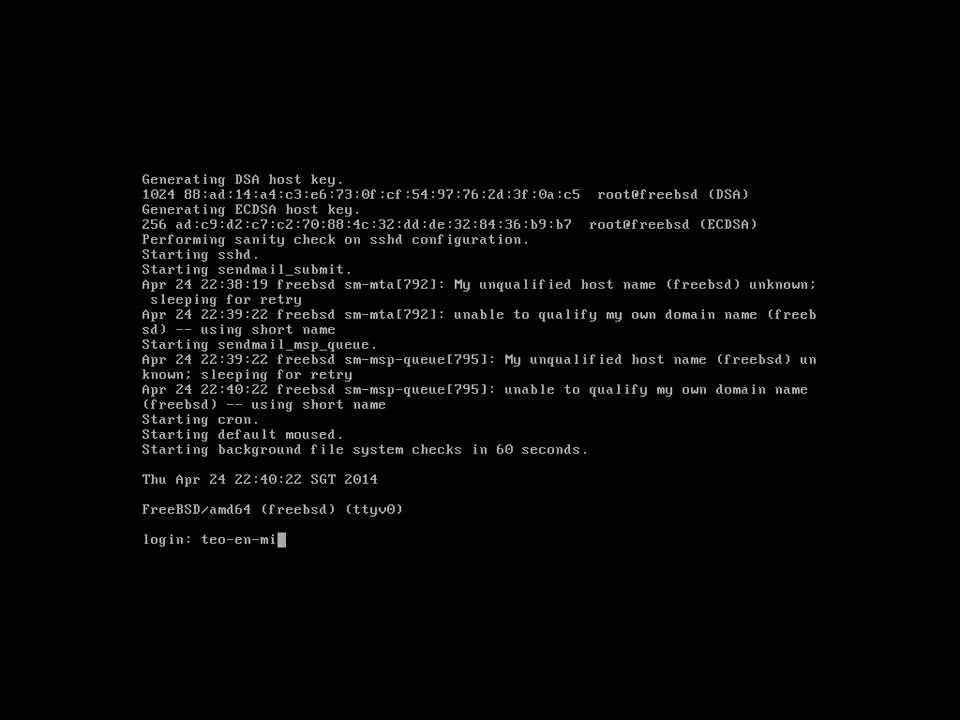 Generating DSA host key.
1024 88:ad:14:a4:c3:e6:73:0f:cf:54:97:76:2d:3f:0a:c5  root@freebsd (DSA)
Generating ECDSA host key.
256 ad:c9:d2:c7:c2:70:88:4c:32:dd:de:32:84:36:b9:b7  root@freebsd (ECDSA)
Performing sanity check on sshd configuration.
Starting sshd.
Starting sendmail_submit.
Apr 24 22:38:19 freebsd sm-mta[792]: My unqualified host name (freebsd) unknown;
 sleeping for retry
Apr 24 22:39:22 freebsd sm-mta[792]: unable to qualify my own domain name (freeb
sd) -- using short name
Starting sendmail_msp_queue.
Apr 24 22:39:22 freebsd sm-msp-queue[795]: My unqualified host name (freebsd) un
known; sleeping for retry
Apr 24 22:40:22 freebsd sm-msp-queue[795]: unable to qualify my own domain name
(freebsd) -- using short name
Starting cron.
Starting default moused.
Starting background file system checks in 60 seconds.
Thu Apr 24 22:40:22 SGT 2014
FreeBSD/amd64 (freebsd) (ttyv0)
login: teo-en-mi